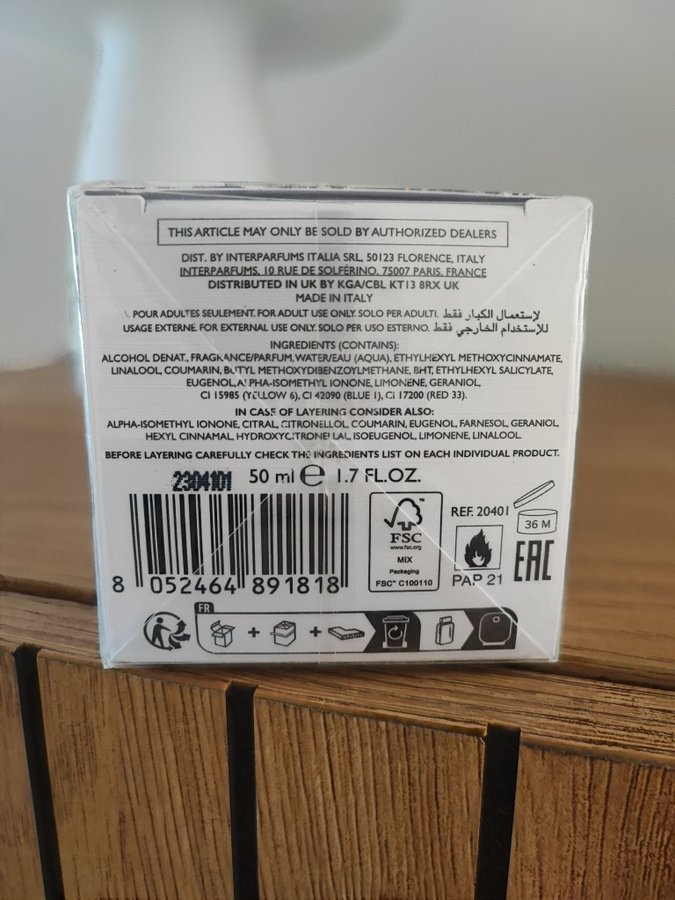 THIS ARTICLE MAY ONLY BE SOLD BY AUTHORIZED DEALERS
DIST. BY INTERPARFUMS ITALIA SRL, 50123 FLORENCE, ITALY
INTERPARFUMS, 10 RUE DE SOLFÉRINO, 75007 PARIS, FRANCE
DISTRIBUTED IN UK BY KGA/CBL KT13 8RX UK
MADE IN ITALY
POUR ADULTES SEULEMENT. FOR ADULT USE ONLY. SOLO PER ADULTI. لإستعمال الكبار فقط
USAGE EXTERNE. FOR EXTERNAL USE ONLY. SOLO PER USO ESTERNO. للإستخدام الخارجي فقط
INGREDIENTS (CONTAINS):
ALCOHOL DENAT., FRAGRANCE/PARFUM, WATER/EAU (AQUA), ETHYLHEXYL METHOXYCINNAMATE,
LINALOOL, COUMARIN, BUTYL METHOXYDIBENZOYLMETHANE, BHT, ETHYLHEXYL SALICYLATE,
EUGENOL, ALPHA-ISOMETHYL IONONE, LIMONENE, GERANIOL,
CI 15985 (YELLOW 6), CI 42090 (BLUE 1), CI 17200 (RED 33).
IN CASE OF LAYERING CONSIDER ALSO:
ALPHA-ISOMETHYL IONONE, CITRAL, CITRONELLOL, COUMARIN, EUGENOL, FARNESOL, GERANIOL,
HEXYL CINNAMAL, HYDROXYCITRONELLAL, ISOEUGENOL, LIMONENE, LINALOOL.
BEFORE LAYERING CAREFULLY CHECK THE INGREDIENTS LIST ON EACH INDIVIDUAL PRODUCT.
2304101 50 ml e 1.7 FL.OZ.
8 052464 891818
FSC
www.fsc.org
MIX
Packaging
FSC™ C100110
REF. 20401
36 M
PAP 21
EAC
FR
+ +